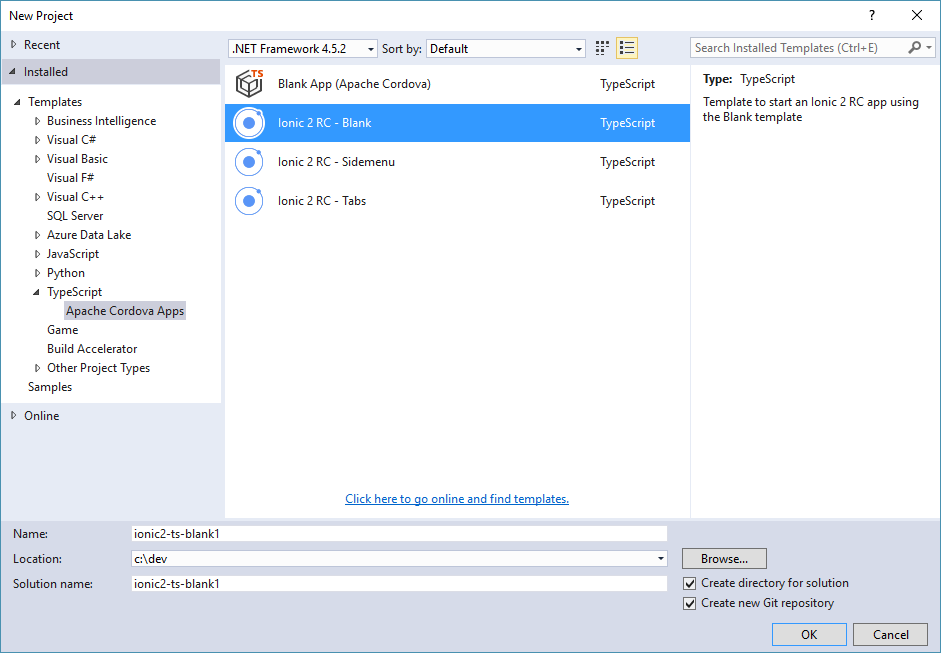 New Project
?
Recent
Installed
Templates
Business Intelligence
Visual C#
Visual Basic
Visual F#
Visual C++
SQL Server
Azure Data Lake
JavaScript
Python
TypeScript
Apache Cordova Apps
Game
Build Accelerator
Other Project Types
Samples
Online
.NET Framework 4.5.2 Sort by: Default
TS Blank App (Apache Cordova) TypeScript
Ionic 2 RC - Blank TypeScript
Ionic 2 RC - Sidemenu TypeScript
Ionic 2 RC - Tabs TypeScript
Click here to go online and find templates.
Search Installed Templates (Ctrl+E)
Type: TypeScript
Template to start an Ionic 2 RC app using
the Blank template
Name: ionic2-ts-blank1
Location: c:\dev Browse...
Solution name: ionic2-ts-blank1
Create directory for solution
Create new Git repository
OK Cancel